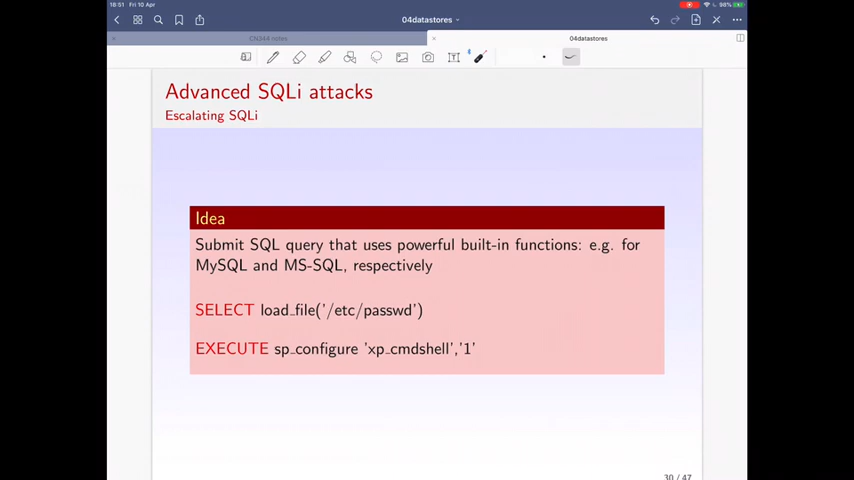 18:51 Fri 10 Apr
98%
04datastores
CN344 notes
04datastores
Advanced SQLi attacks
Escalating SQLi
Idea
Submit SQL query that uses powerful built-in functions: e.g. for
MySQL and MS-SQL, respectively
SELECT load_file('/etc/passwd')
EXECUTE sp_configure 'xp_cmdshell','1'
30 / 47